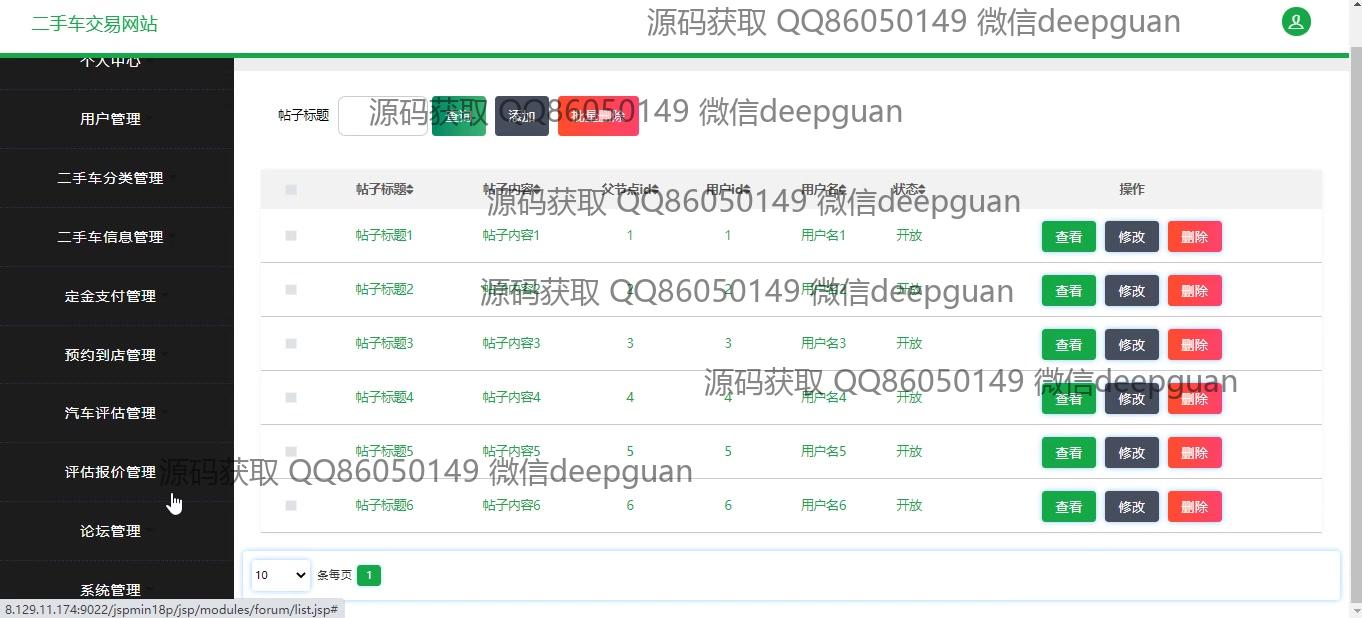 二手车交易网站
源码获取 QQ86050149 微信deepguan
个人中心
用户管理
二手车分类管理
二手车信息管理
定金支付管理
预约到店管理
汽车评估管理
评估报价管理
论坛管理
系统管理
帖子标题 查询 添加 批量删除
源码获取 QQ86050149 微信deepguan
帖子标题 帖子内容 父节点id 用户id 用户名 状态 操作
源码获取 QQ86050149 微信deepguan
帖子标题1 帖子内容1 1 1 用户名1 开放 查看 修改 删除
帖子标题2 帖子内容2 2 2 用户名2 开放 查看 修改 删除
源码获取 QQ86050149 微信deepguan
帖子标题3 帖子内容3 3 3 用户名3 开放 查看 修改 删除
源码获取 QQ86050149 微信deepguan
帖子标题4 帖子内容4 4 4 用户名4 开放 查看 修改 删除
帖子标题5 帖子内容5 5 5 用户名5 开放 查看 修改 删除
源码获取 QQ86050149 微信deepguan
帖子标题6 帖子内容6 6 6 用户名6 开放 查看 修改 删除
10 条每页 1
8.129.11.174:9022/jspmin18p/jsp/modules/forum/list.jsp#